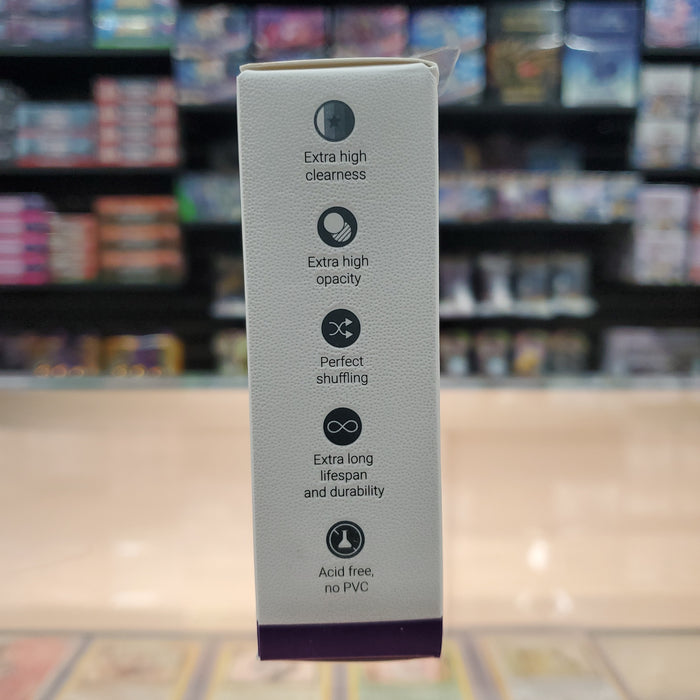 Extra high
clearness
Extra high
opacity
Perfect
shuffling
Extra long
lifespan
and durability
Acid free,
no PVC